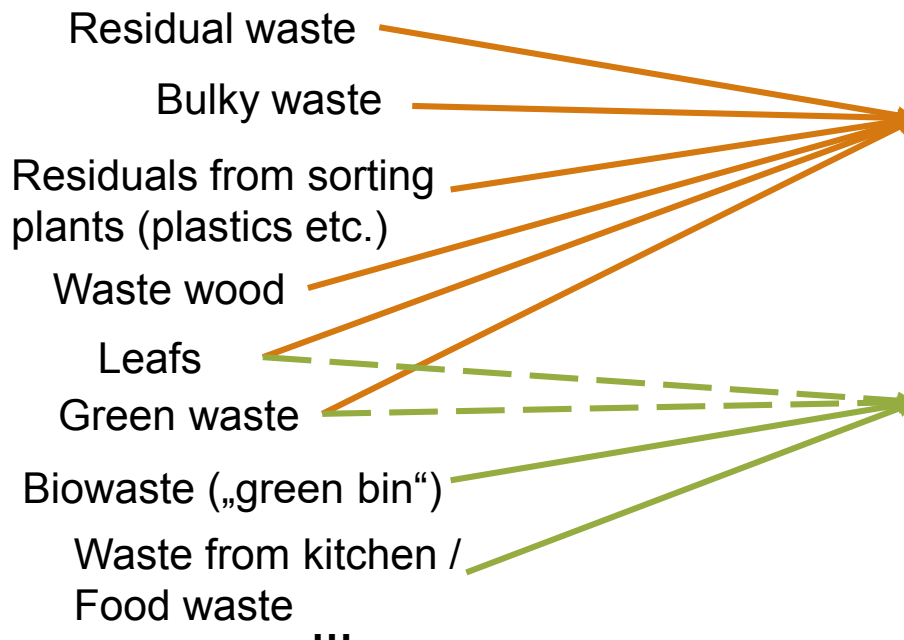 Residual waste
Bulky waste
Residuals from sorting
plants (plastics etc.)
Waste wood
Leafs
Green waste
Biowaste („green bin“)
Waste from kitchen /
Food waste